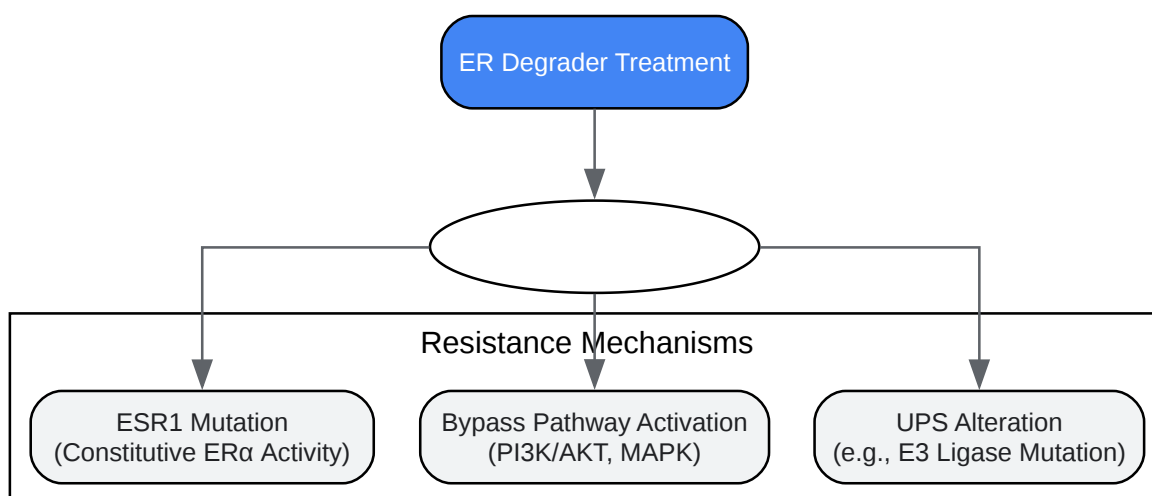 ER Degrader Treatment
Resistance Mechanisms
ESR1 Mutation
(Constitutive ERα Activity)
Bypass Pathway Activation
(PI3K/AKT, MAPK)
UPS Alteration
(e.g., E3 Ligase Mutation)